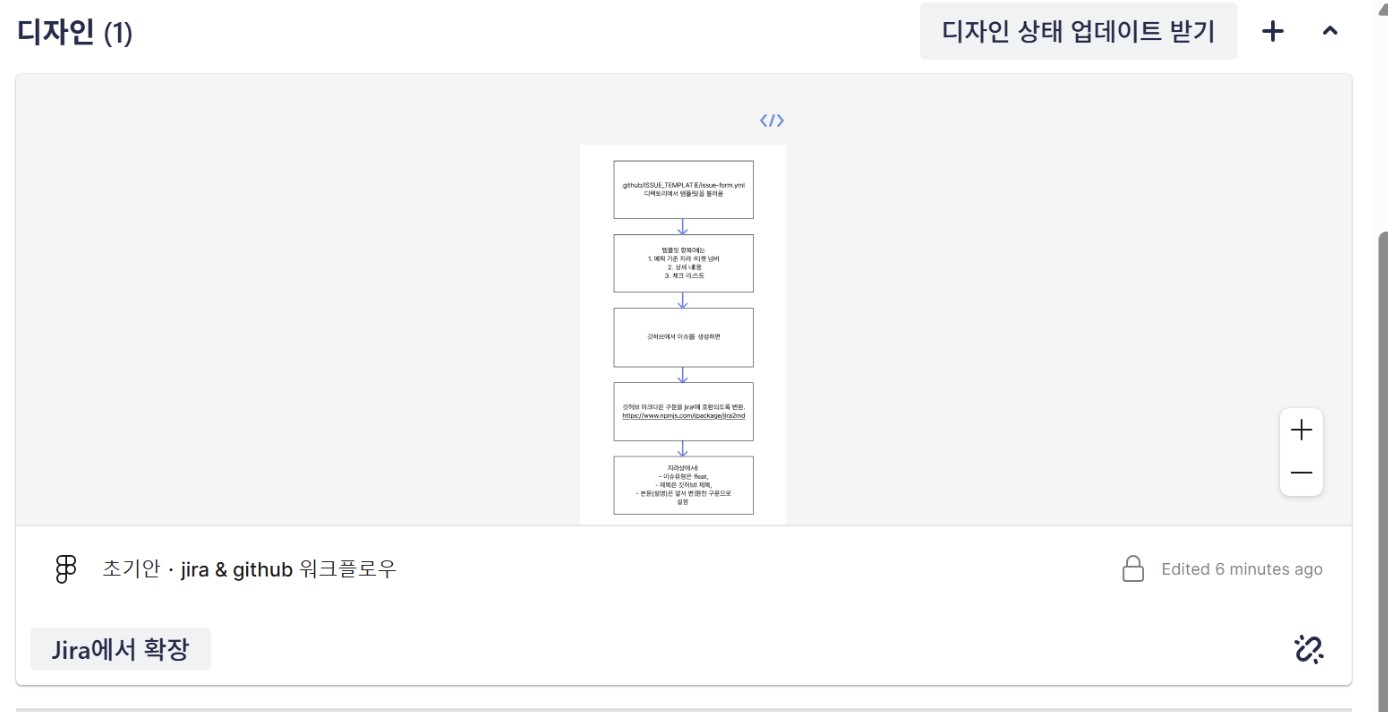 디자인 (1)
디자인 상태 업데이트 받기
</>
.github/ISSUE_TEMPLATE/issue-form.yml
디렉토리에서 템플릿을 불러옴
템플릿 항목에는
1. 에픽 기준 지라 티켓 넘버
2. 상세 내용
3. 체크 리스트
깃허브에서 이슈를 생성하면
깃허브 마크다운 구문을 jira에 호환되도록 변환.
https://www.npmjs.com/package/jira2md
지라상에서
- 이슈유형은 feat,
- 제목은 깃허브 제목,
- 본문(설명)은 앞서 변환한 구문으로
설정
초기안 · jira & github 워크플로우
Edited 6 minutes ago
Jira에서 확장